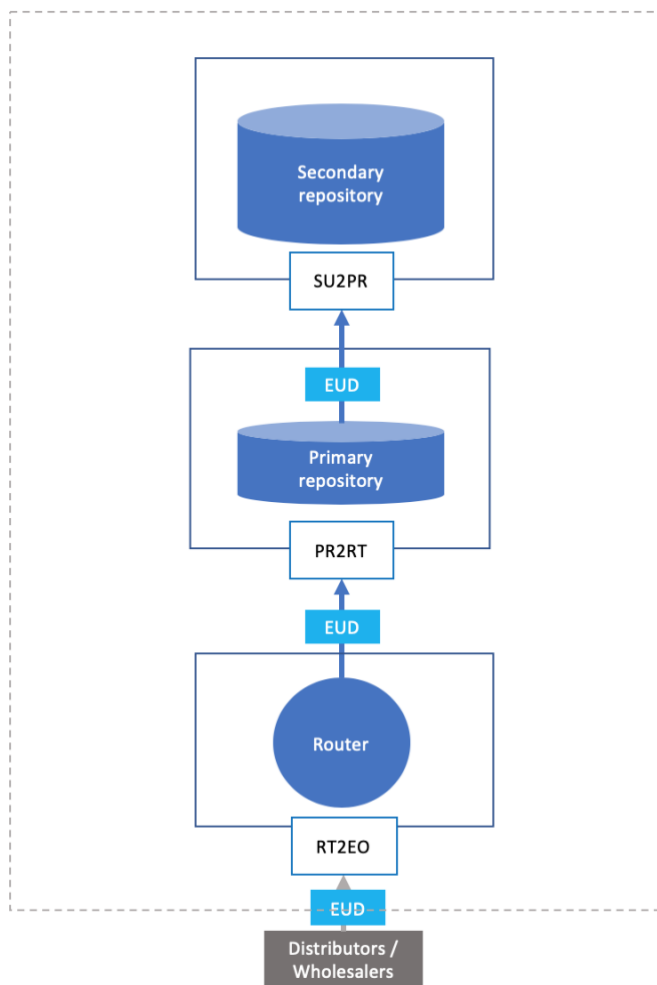 Secondary
repository
SU2PR
EUD
Primary
repository
PR2RT
EUD
Router
RT2EO
EUD
Distributors /
Wholesalers